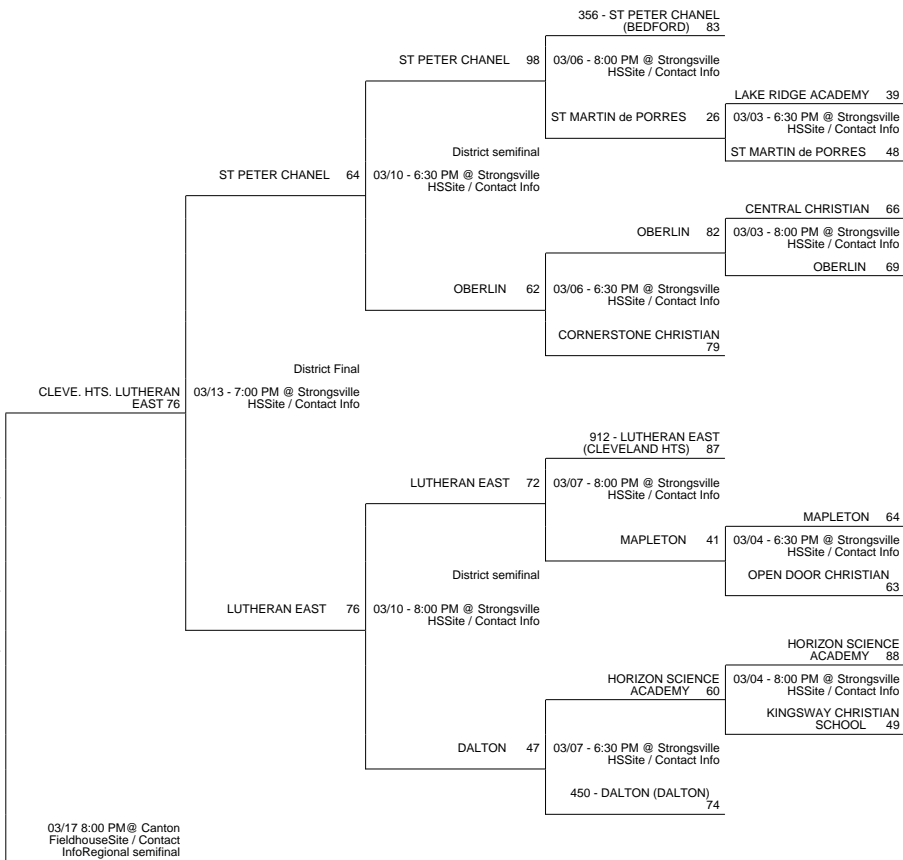 356 - ST PETER CHANEL
(BEDFORD) 83
ST PETER CHANEL 98
03/06 - 8:00 PM @ Strongsville
HSSite / Contact Info
LAKE RIDGE ACADEMY 39
ST MARTIN de PORRES 26
03/03 - 6:30 PM @ Strongsville
HSSite / Contact Info
ST MARTIN de PORRES 48
District semifinal
ST PETER CHANEL 64
03/10 - 6:30 PM @ Strongsville
HSSite / Contact Info
CENTRAL CHRISTIAN 66
OBERLIN 82
03/03 - 8:00 PM @ Strongsville
HSSite / Contact Info
OBERLIN 69
OBERLIN 62
03/06 - 6:30 PM @ Strongsville
HSSite / Contact Info
CORNERSTONE CHRISTIAN
79
District Final
CLEVE. HTS. LUTHERAN
EAST 76
03/13 - 7:00 PM @ Strongsville
HSSite / Contact Info
912 - LUTHERAN EAST
(CLEVELAND HTS) 87
LUTHERAN EAST 72
03/07 - 8:00 PM @ Strongsville
HSSite / Contact Info
MAPLETON 64
MAPLETON 41
03/04 - 6:30 PM @ Strongsville
HSSite / Contact Info
OPEN DOOR CHRISTIAN
63
District semifinal
LUTHERAN EAST 76
03/10 - 8:00 PM @ Strongsville
HSSite / Contact Info
HORIZON SCIENCE
ACADEMY 88
HORIZON SCIENCE
ACADEMY 60
03/04 - 8:00 PM @ Strongsville
HSSite / Contact Info
KINGSWAY CHRISTIAN
SCHOOL 49
DALTON 47
03/07 - 6:30 PM @ Strongsville
HSSite / Contact Info
450 - DALTON (DALTON)
74
03/17 8:00 PM@ Canton
FieldhouseSite / Contact
InfoRegional semifinal